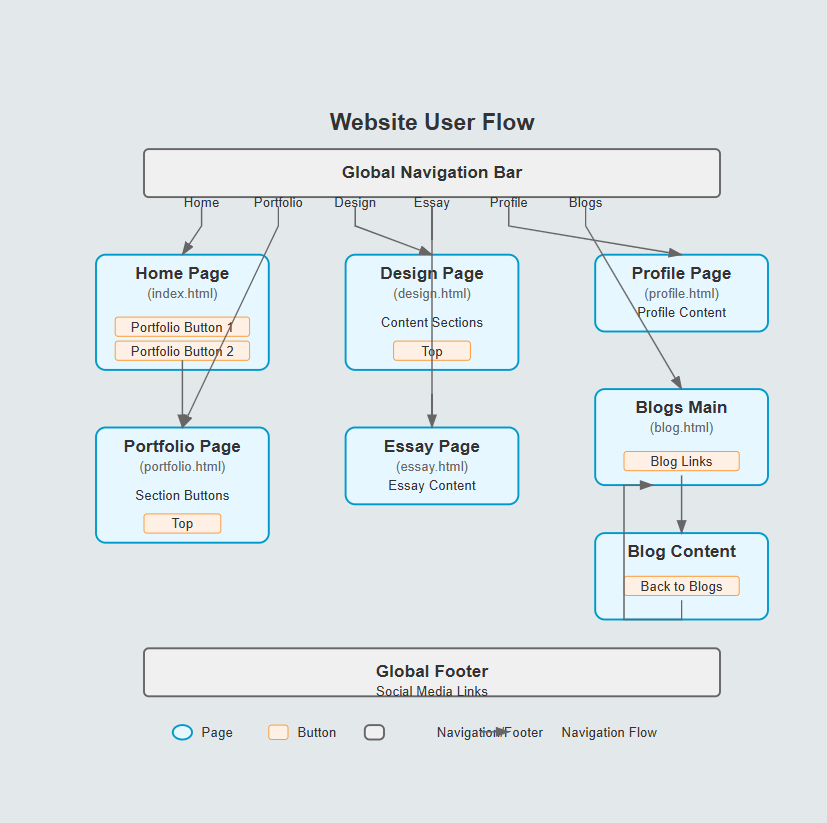 Website User Flow
Global Navigation Bar
Home Portfolio Design Essay Profile Blogs
Home Page
(index.html)
Portfolio Button 1
Portfolio Button 2
Design Page
(design.html)
Content Sections
Top
Profile Page
(profile.html)
Profile Content
Portfolio Page
(portfolio.html)
Section Buttons
Top
Essay Page
(essay.html)
Essay Content
Blogs Main
(blog.html)
Blog Links
Blog Content
Back to Blogs
Global Footer
Social Media Links
Page Button Navigation/Footer Navigation Flow